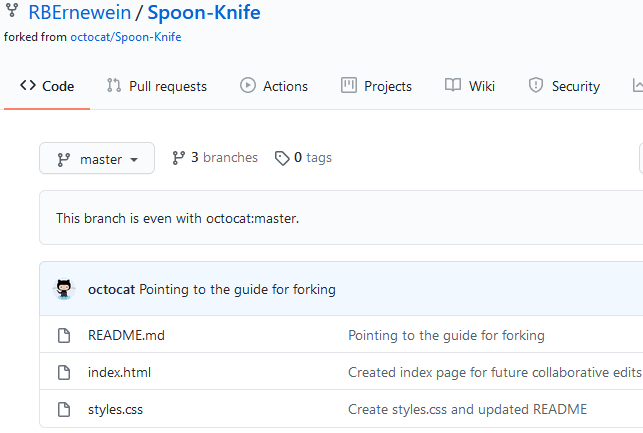 RBErnewein / Spoon-Knife
forked from octocat/Spoon-Knife
Code Pull requests Actions Projects Wiki Security
master 3 branches 0 tags
This branch is even with octocat:master.
octocat Pointing to the guide for forking
README.md Pointing to the guide for forking
index.html Created index page for future collaborative edits
styles.css Create styles.css and updated README